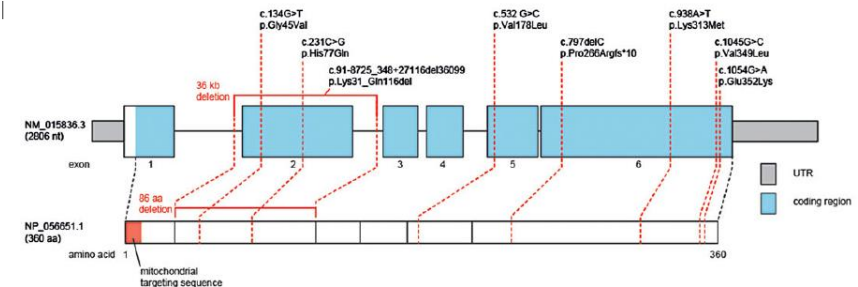 c.134G>T
p.Gly45Val
c.231C>G
p.His77Gln
c.91-8725_348+27116del36099
p.Lys31_Gln116del
36 kb
deletion
c.532 G>C
p.Val178Leu
c.797delC
p.Pro266Argfs*10
c.938A>T
p.Lys313Met
c.1045G>C
p.Val349Leu
c.1054G>A
p.Glu352Lys
NM_015836.3
(2806 nt)
exon
1
2
3
4
5
6
UTR
coding region
86 aa
deletion
NP_056651.1
(360 aa)
amino acid
1
360
mitochondrial
targeting sequence